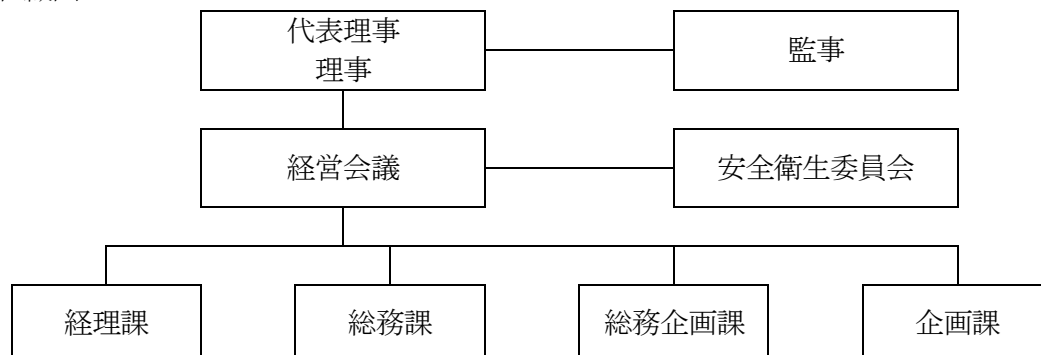 代表理事
理事
監事
経営会議
安全衛生委員会
経理課
総務課
総務企画課
企画課